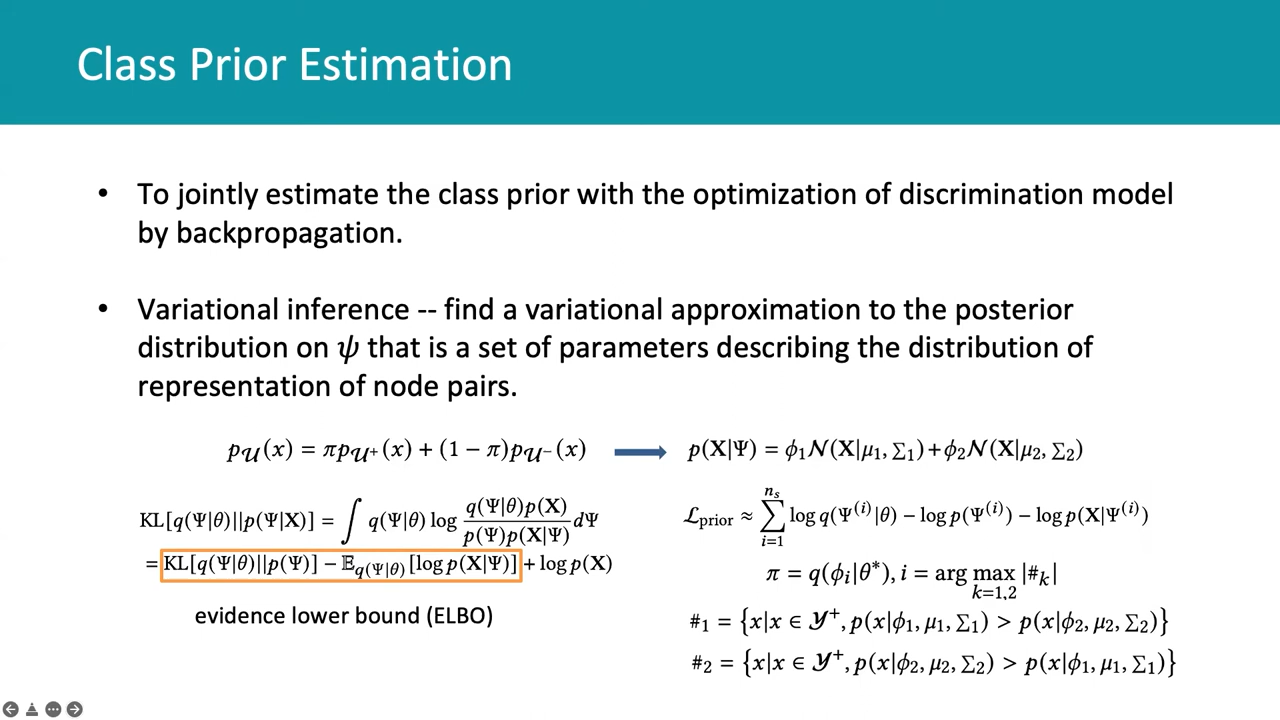 Class Prior Estimation
• To jointly estimate the class prior with the optimization of discrimination model
by backpropagation.
• Variational inference -- find a variational approximation to the posterior
distribution on ψ that is a set of parameters describing the distribution of
representation of node pairs.
p𝒰(x) = πp𝒰⁺(x) + (1 − π)p𝒰⁻(x)
p(X|Ψ) = ϕ₁𝒩(X|μ₁, Σ₁)+ϕ₂𝒩(X|μ₂, Σ₂)
KL[q(Ψ|θ)||p(Ψ|X)] = ∫ q(Ψ|θ) log q(Ψ|θ)p(X) / p(Ψ)p(X|Ψ) dΨ
= KL[q(Ψ|θ)||p(Ψ)] − 𝔼q(Ψ|θ) [log p(X|Ψ)] + log p(X)
evidence lower bound (ELBO)
ℒprior ≈ ∑ i=1 nₛ log q(Ψ⁽ⁱ⁾|θ) − log p(Ψ⁽ⁱ⁾) − log p(X|Ψ⁽ⁱ⁾)
π = q(ϕᵢ|θ*), i = arg max k=1,2 |#ₖ|
#₁ = {x|x ∈ 𝒴⁺, p(x|ϕ₁, μ₁, Σ₁) > p(x|ϕ₂, μ₂, Σ₂)}
#₂ = {x|x ∈ 𝒴⁺, p(x|ϕ₂, μ₂, Σ₂) > p(x|ϕ₁, μ₁, Σ₁)}